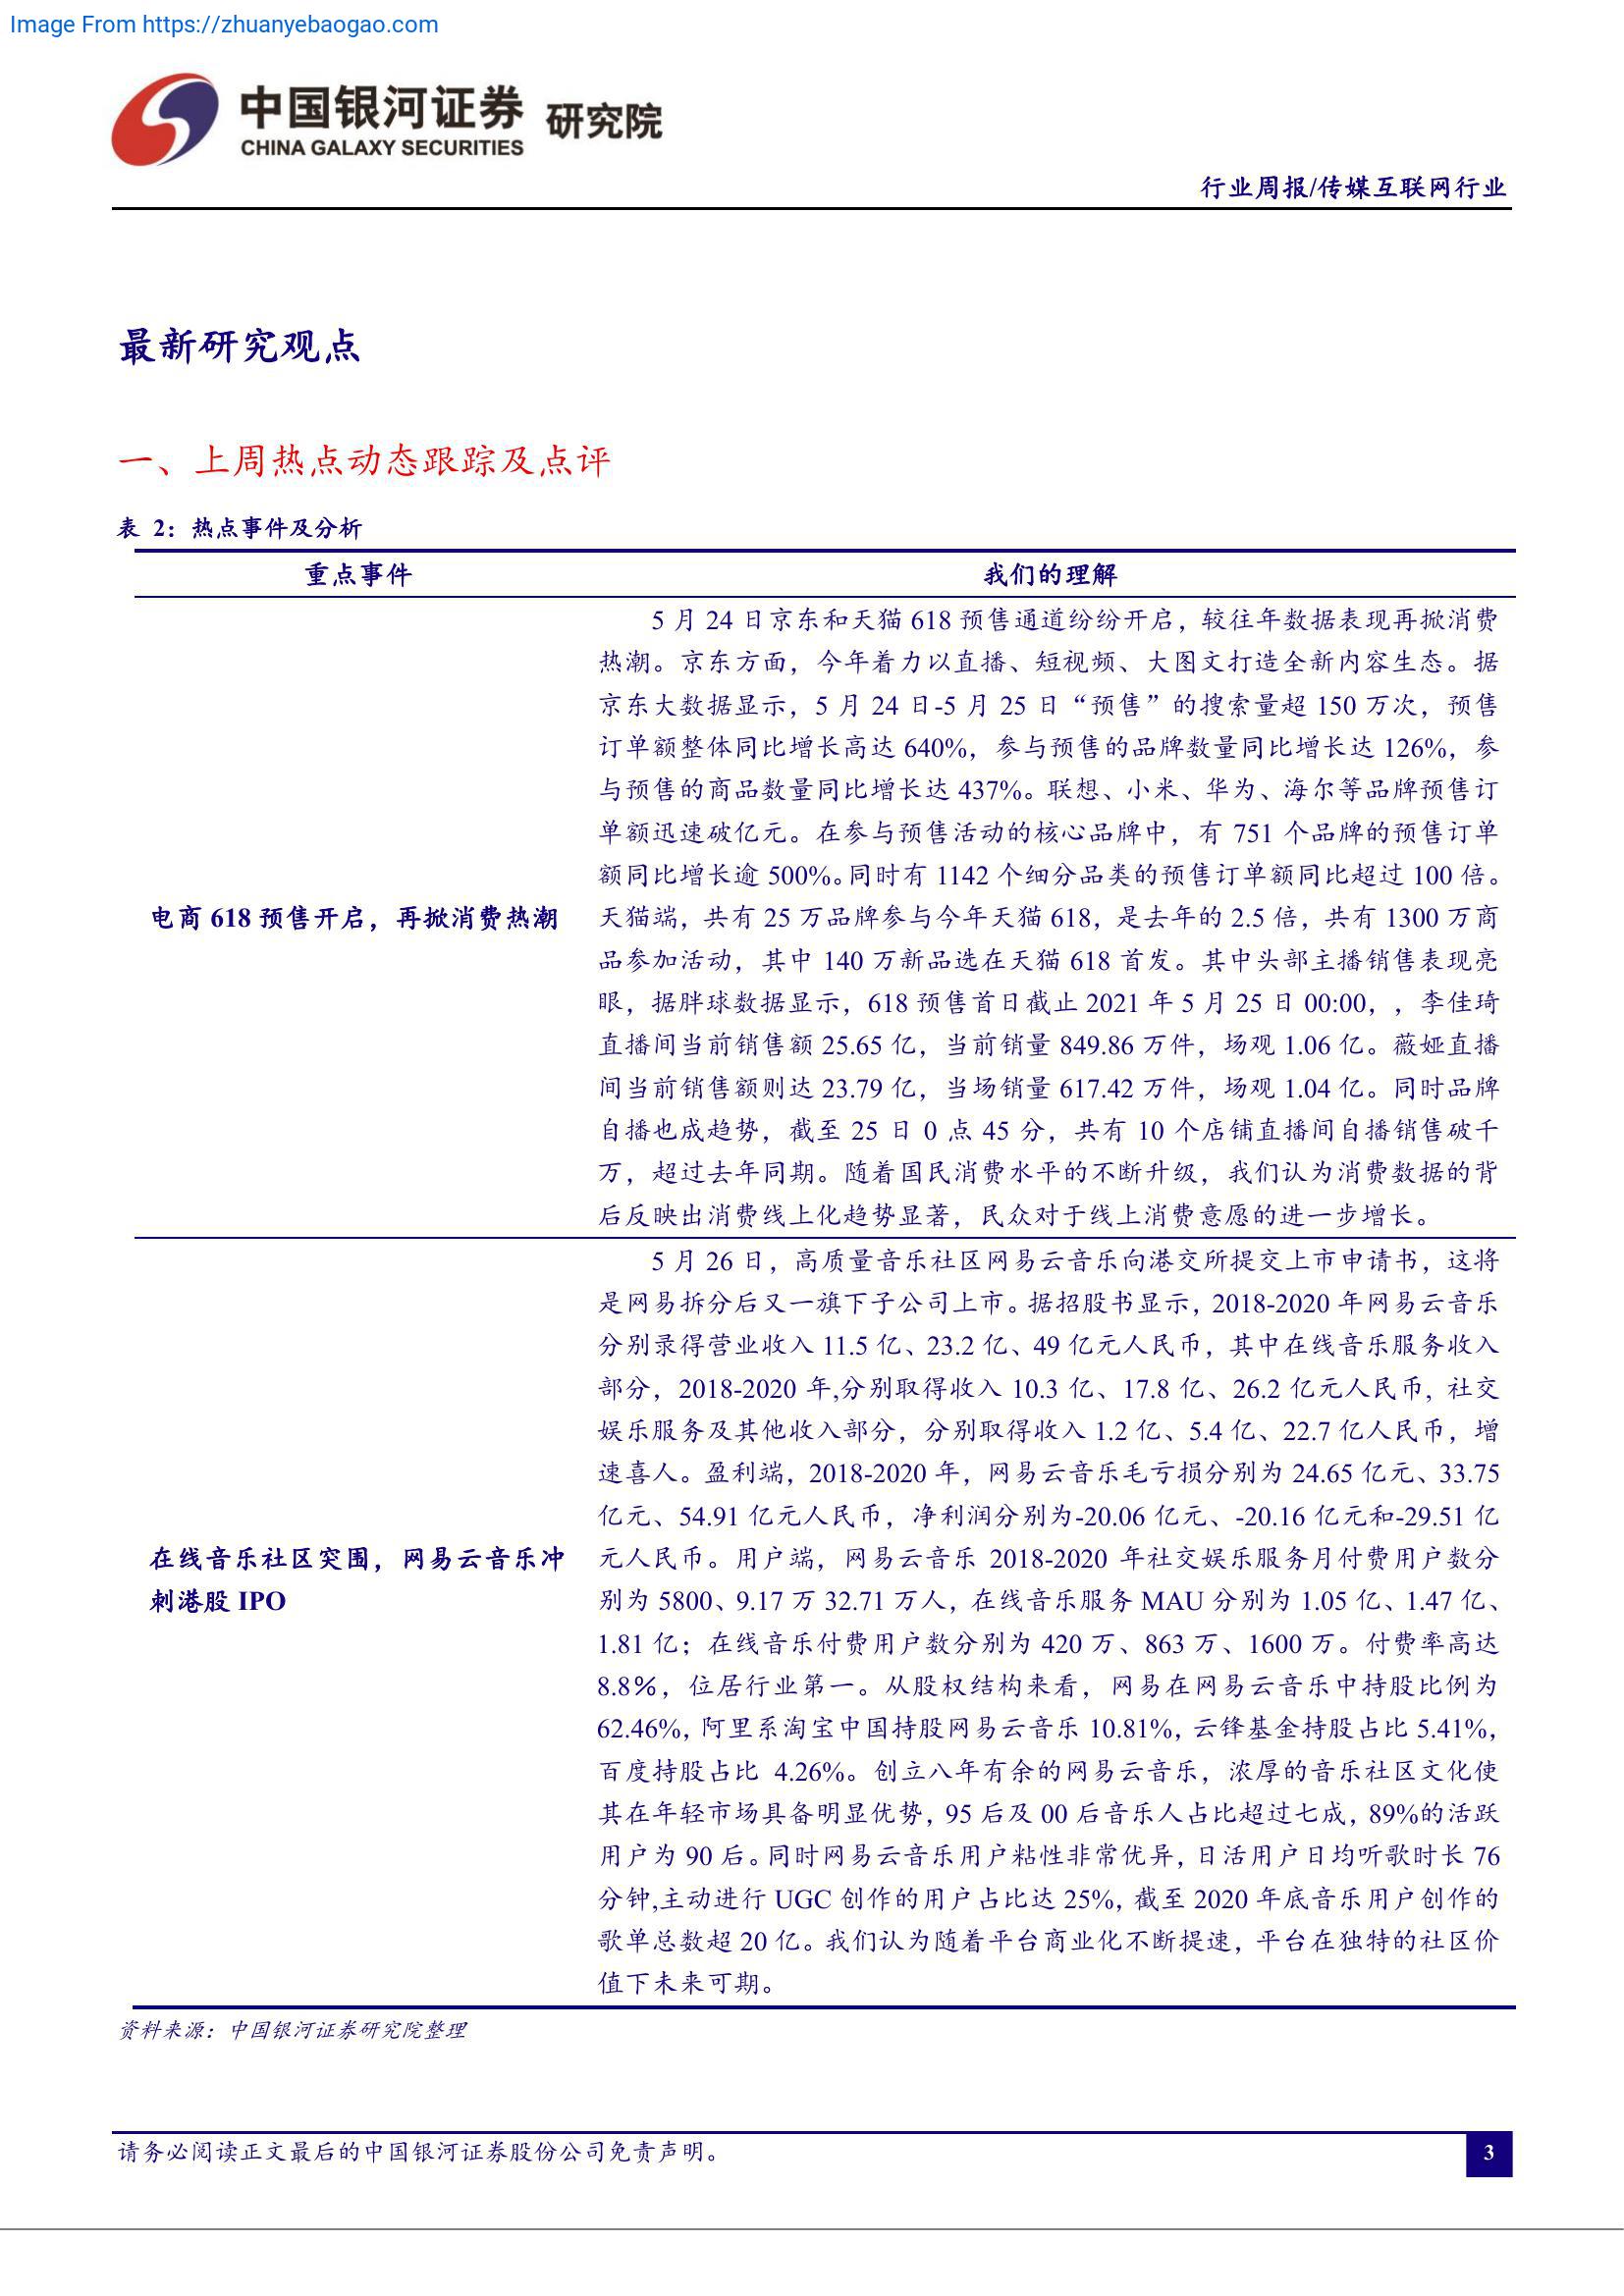 Image From https://zhuanyebaogao.com
中国银河证券 研究院
CHINA GALAXY SECURITIES
行业周报/传媒互联网行业
最新研究观点
一、上周热点动态跟踪及点评
表 2：热点事件及分析
重点事件 我们的理解
5 月 24 日京东和天猫 618 预售通道纷纷开启，较往年数据表现再掀消费
热潮。京东方面，今年着力以直播、短视频、大图文打造全新内容生态。据
京东大数据显示，5 月 24 日-5 月 25 日“预售”的搜索量超 150 万次，预售
订单额整体同比增长高达 640%，参与预售的品牌数量同比增长达 126%，参
与预售的商品数量同比增长达 437%。联想、小米、华为、海尔等品牌预售订
单额迅速破亿元。在参与预售活动的核心品牌中，有 751 个品牌的预售订单
额同比增长逾 500%。同时有 1142 个细分品类的预售订单额同比超过 100 倍。
电商 618 预售开启，再掀消费热潮
天猫端，共有 25 万品牌参与今年天猫 618，是去年的 2.5 倍，共有 1300 万商
品参加活动，其中 140 万新品选在天猫 618 首发。其中头部主播销售表现亮
眼，据胖球数据显示，618 预售首日截止 2021 年 5 月 25 日 00:00，，李佳琦
直播间当前销售额 25.65 亿，当前销量 849.86 万件，场观 1.06 亿。薇娅直播
间当前销售额则达 23.79 亿，当场销量 617.42 万件，场观 1.04 亿。同时品牌
自播也成趋势，截至 25 日 0 点 45 分，共有 10 个店铺直播间自播销售破千
万，超过去年同期。随着国民消费水平的不断升级，我们认为消费数据的背
后反映出消费线上化趋势显著，民众对于线上消费意愿的进一步增长。
5 月 26 日，高质量音乐社区网易云音乐向港交所提交上市申请书，这将
是网易拆分后又一旗下子公司上市。据招股书显示，2018-2020 年网易云音乐
分别录得营业收入 11.5 亿、23.2 亿、49 亿元人民币，其中在线音乐服务收入
部分，2018-2020 年,分别取得收入 10.3 亿、17.8 亿、26.2 亿元人民币, 社交
娱乐服务及其他收入部分，分别取得收入 1.2 亿、5.4 亿、22.7 亿人民币，增
速喜人。盈利端，2018-2020 年，网易云音乐毛亏损分别为 24.65 亿元、33.75
亿元、54.91 亿元人民币，净利润分别为-20.06 亿元、-20.16 亿元和-29.51 亿
在线音乐社区突围，网易云音乐冲
刺港股 IPO
元人民币。用户端，网易云音乐 2018-2020 年社交娱乐服务月付费用户数分
别为 5800、9.17 万 32.71 万人，在线音乐服务 MAU 分别为 1.05 亿、1.47 亿、
1.81 亿；在线音乐付费用户数分别为 420 万、863 万、1600 万。付费率高达
8.8%，位居行业第一。从股权结构来看，网易在网易云音乐中持股比例为
62.46%, 阿里系淘宝中国持股网易云音乐 10.81%, 云锋基金持股占比 5.41%,
百度持股占比 4.26%。创立八年有余的网易云音乐，浓厚的音乐社区文化使
其在年轻市场具备明显优势，95 后及 00 后音乐人占比超过七成，89%的活跃
用户为 90 后。同时网易云音乐用户粘性非常优异, 日活用户日均听歌时长 76
分钟,主动进行 UGC 创作的用户占比达 25%, 截至 2020 年底音乐用户创作的
歌单总数超 20 亿。我们认为随着平台商业化不断提速，平台在独特的社区价
值下未来可期。
资料来源：中国银河证券研究院整理
请务必阅读正文最后的中国银河证券股份公司免责声明。
3